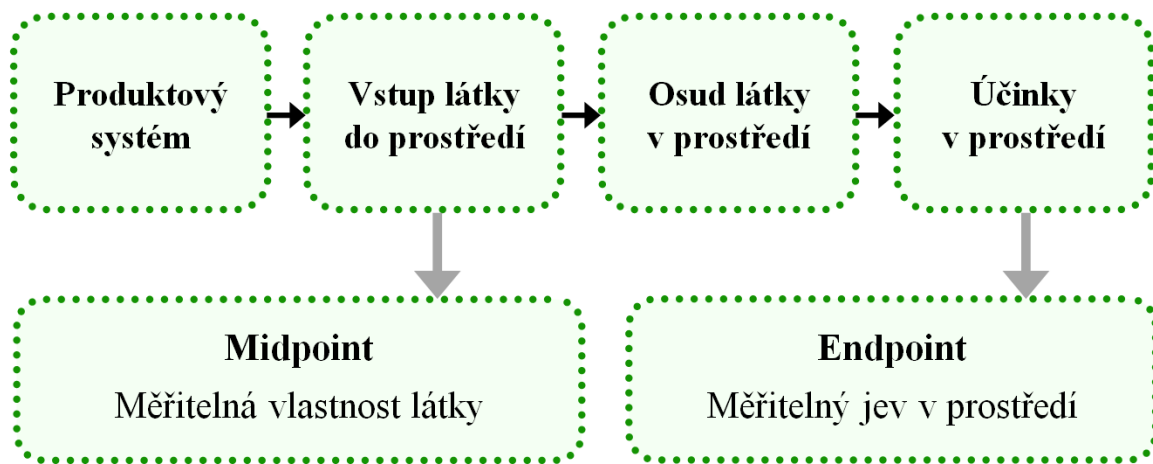 Produktový
systém
Vstup látky
do prostředí
Osud látky
v prostředí
Účinky
v prostředí
Midpoint
Měřitelná vlastnost látky
Endpoint
Měřitelný jev v prostředí